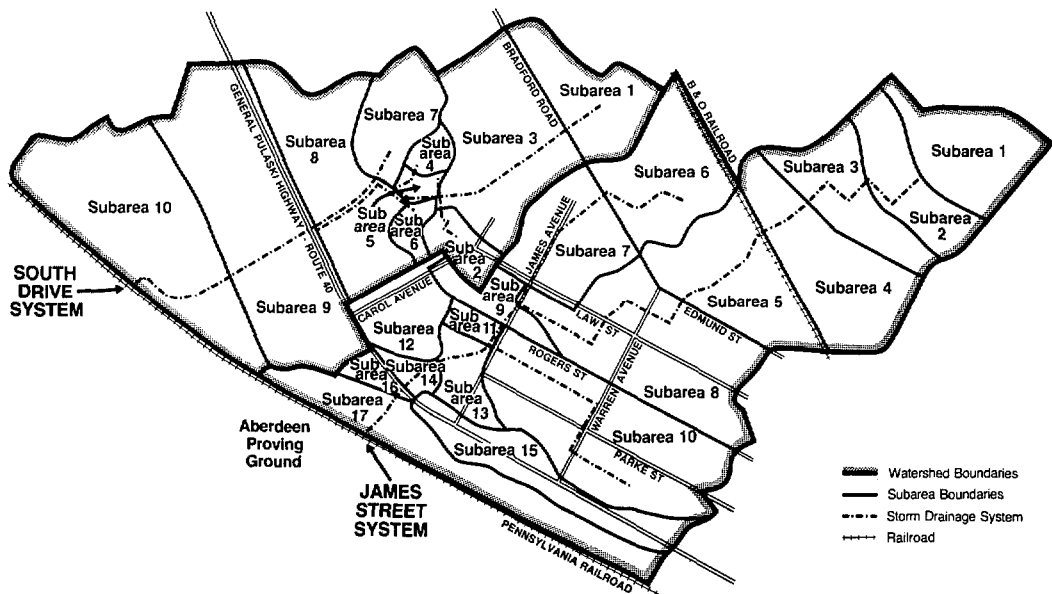 BRADFORD ROAD
B & O RAILROAD
GENERAL PULASKI HIGHWAY - ROUTE 40
Subarea 1
Subarea 7
Subarea 3
Subarea
8
Sub
area
4
Subarea 10
Sub
area
5
Sub
area
6
Sub
area
2
Subarea 9
SOUTH
DRIVE
SYSTEM
Subarea 1
Subarea 3
Subarea
2
Subarea 4
Subarea 5
Subarea 6
Subarea 7
JAMES AVENUE
Sub
area
9
CAROL AVENUE
LAW ST
EDMUND ST
Subarea
12
Sub
area 11
ROGERS ST
WARREN AVENUE
Subarea 8
Sub
area
16
Subarea
14
Sub
area
13
Subarea 10
Subarea
17
Subarea 15
PARKE ST
Aberdeen
Proving
Ground
JAMES
STREET
SYSTEM
PENNSYLVANIA RAILROAD
Watershed Boundaries
Subarea Boundaries
Storm Drainage System
Railroad